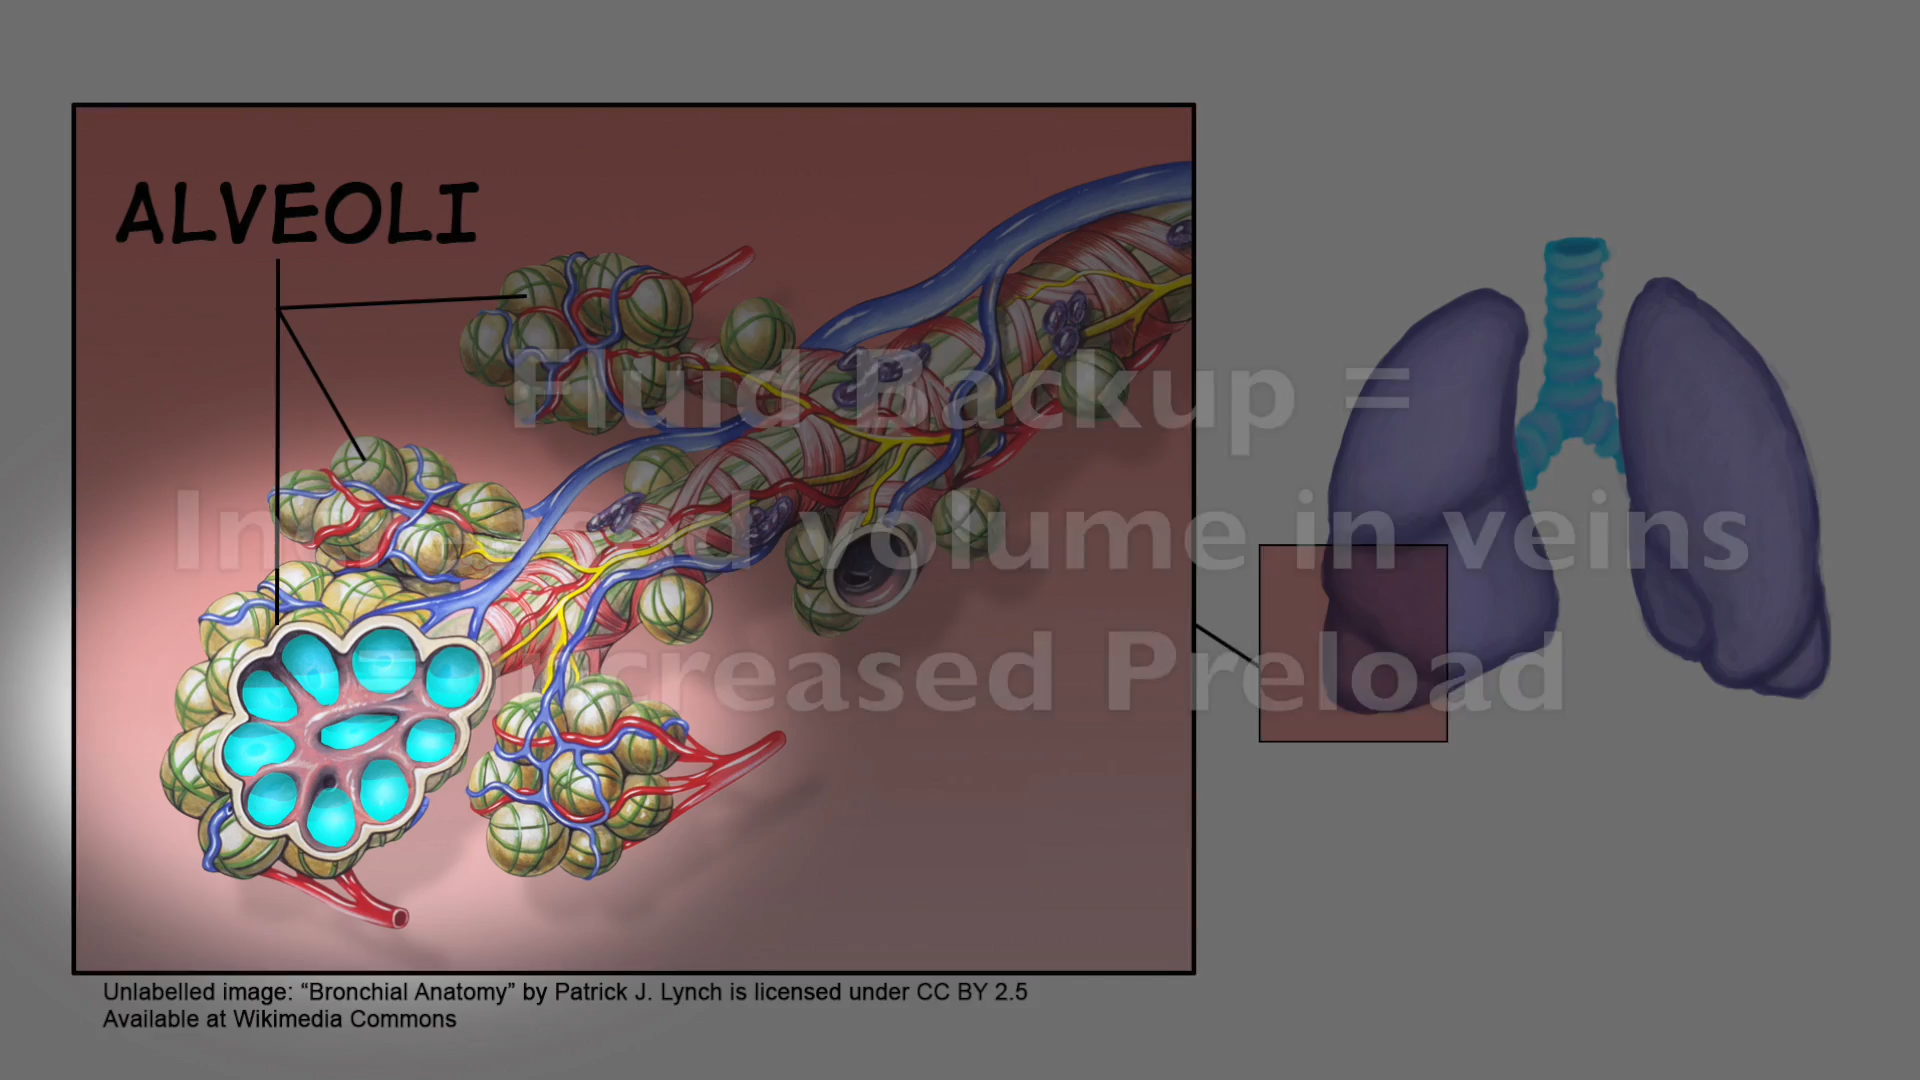 ALVEOLI
Fluid Backup =
Increased volume in veins
Increased Preload
Unlabelled image: “Bronchial Anatomy” by Patrick J. Lynch is licensed under CC BY 2.5
Available at Wikimedia Commons